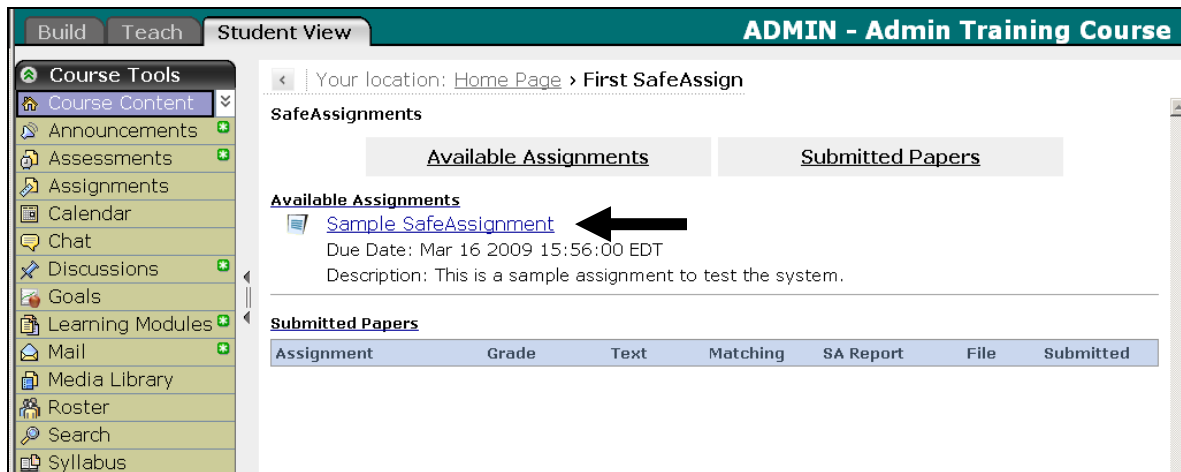 Build Teach Student View ADMIN - Admin Training Course
Course Tools
Course Content
Announcements
Assessments
Assignments
Calendar
Chat
Discussions
Goals
Learning Modules
Mail
Media Library
Roster
Search
Syllabus
Your location: Home Page › First SafeAssign
SafeAssignments
Available Assignments Submitted Papers
Available Assignments
Sample SafeAssignment
Due Date: Mar 16 2009 15:56:00 EDT
Description: This is a sample assignment to test the system.
Submitted Papers
Assignment Grade Text Matching SA Report File Submitted